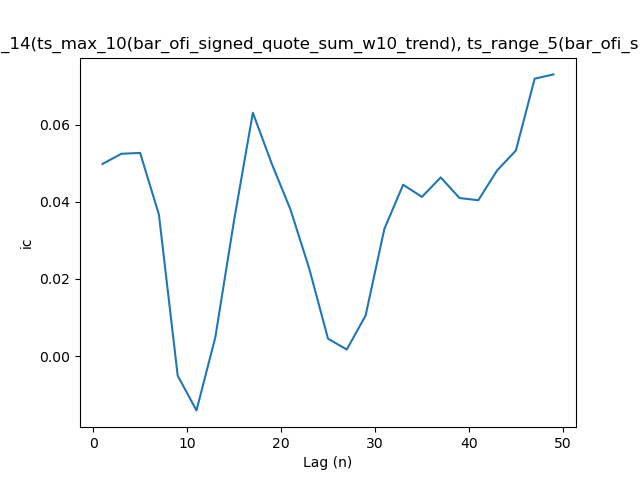 _14(ts_max_10(bar_ofi_signed_quote_sum_w10_trend), ts_range_5(bar_ofi_s
0.06
0.04
0.02
0.00
ic
0 10 20 30 40 50
Lag (n)